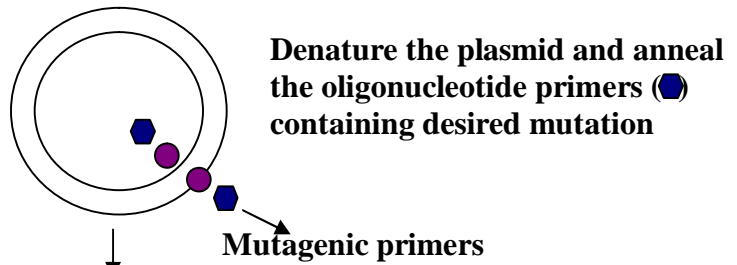 Denature the plasmid and anneal
the oligonucleotide primers ( )
containing desired mutation
Mutagenic primers